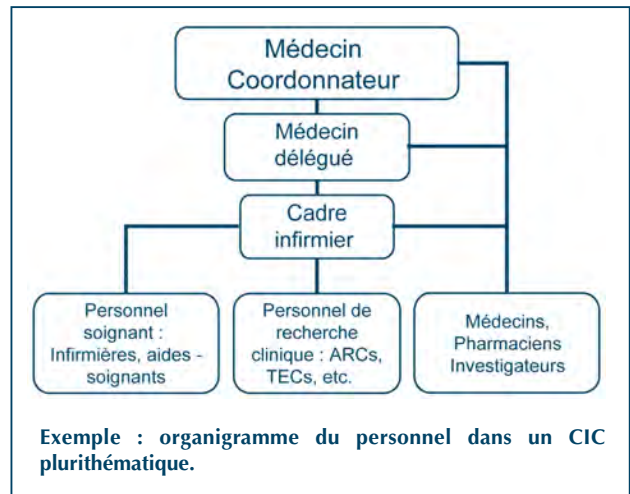 Médecin
Coordonnateur
Médecin
délégué
Cadre
infirmier
Personnel
soignant :
Infirmières, aides -
soignants
Personnel de
recherche
clinique : ARCs,
TECs, etc.
Médecins,
Pharmaciens
Investigateurs
Exemple : organigramme du personnel dans un CIC
plurithématique.